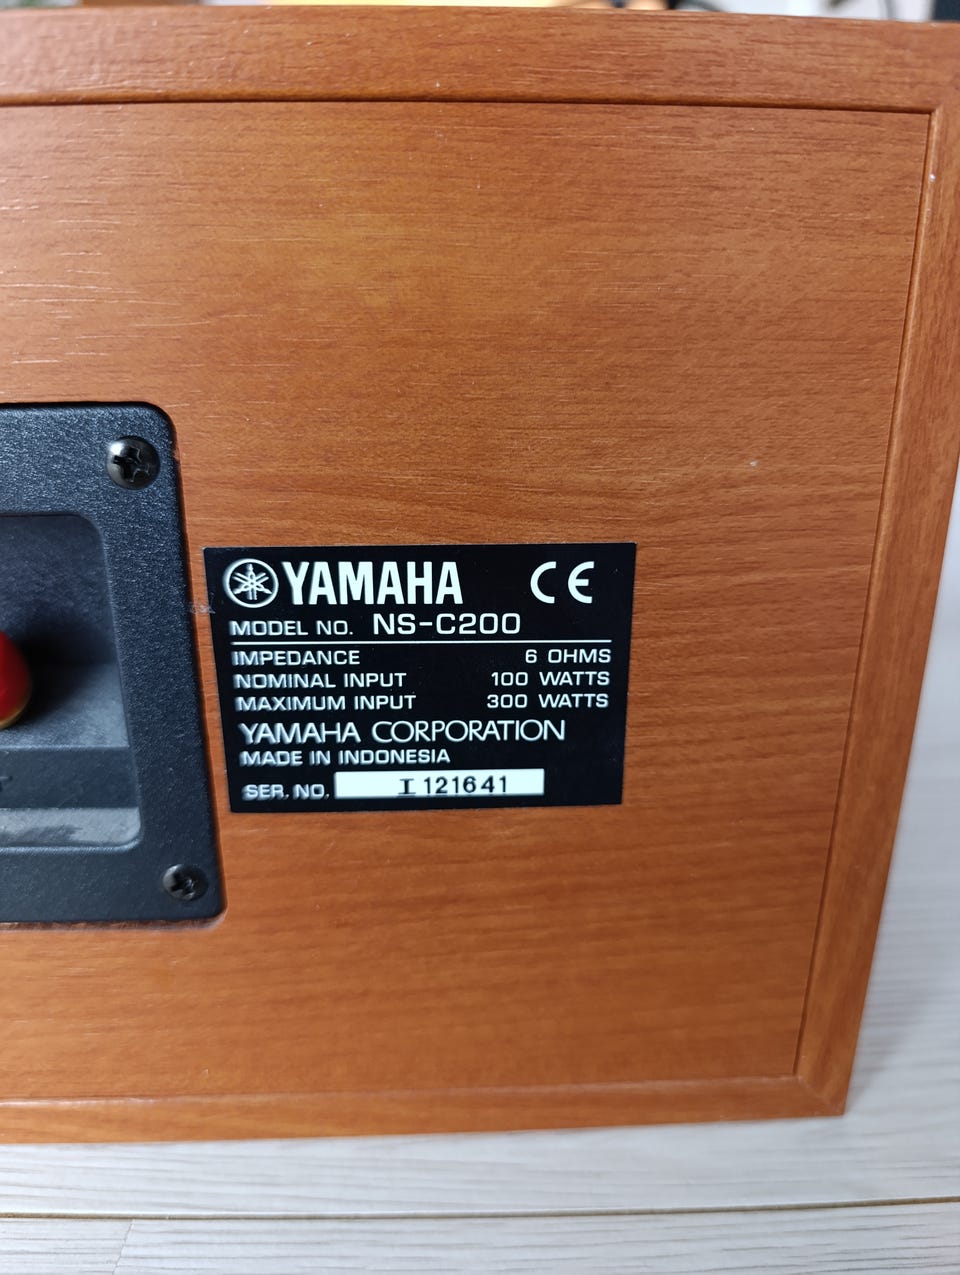 YAMAHA CE
MODEL NO. NS-C200
IMPEDANCE 6 OHMS
NOMINAL INPUT 100 WATTS
MAXIMUM INPUT 300 WATTS
YAMAHA CORPORATION
MADE IN INDONESIA
SER. NO. I 121641